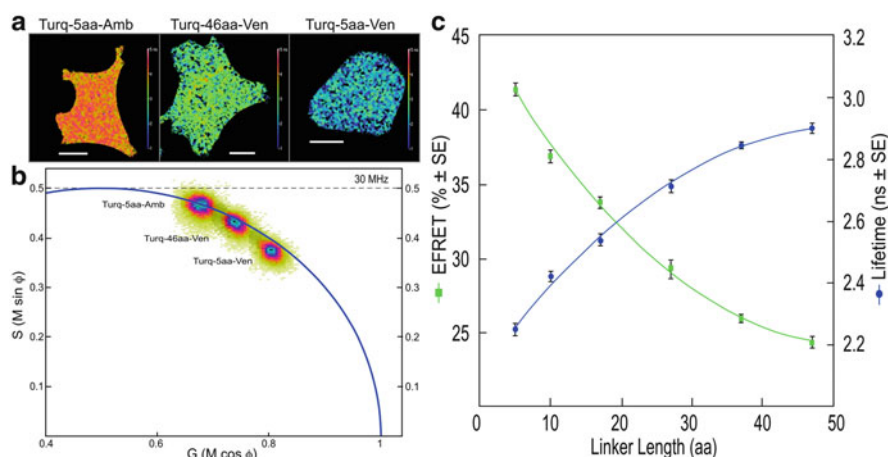 a
Turq-5aa-Amb
Turq-46aa-Ven
Turq-5aa-Ven
b
30 MHz
Turq-5aa-Amb
Turq-46aa-Ven
Turq-5aa-Ven
S (M sin ϕ)
0.5
0.4
0.3
0.2
0.1
0.5
0.4
0.3
0.2
0.1
0.4
0.6
0.8
1
G (M cos ϕ)
c
EFRET (% ± SE)
45
40
35
30
25
3.2
3.0
2.8
2.6
2.4
2.2
Lifetime (ns ± SE)
0
10
20
30
40
50
Linker Length (aa)